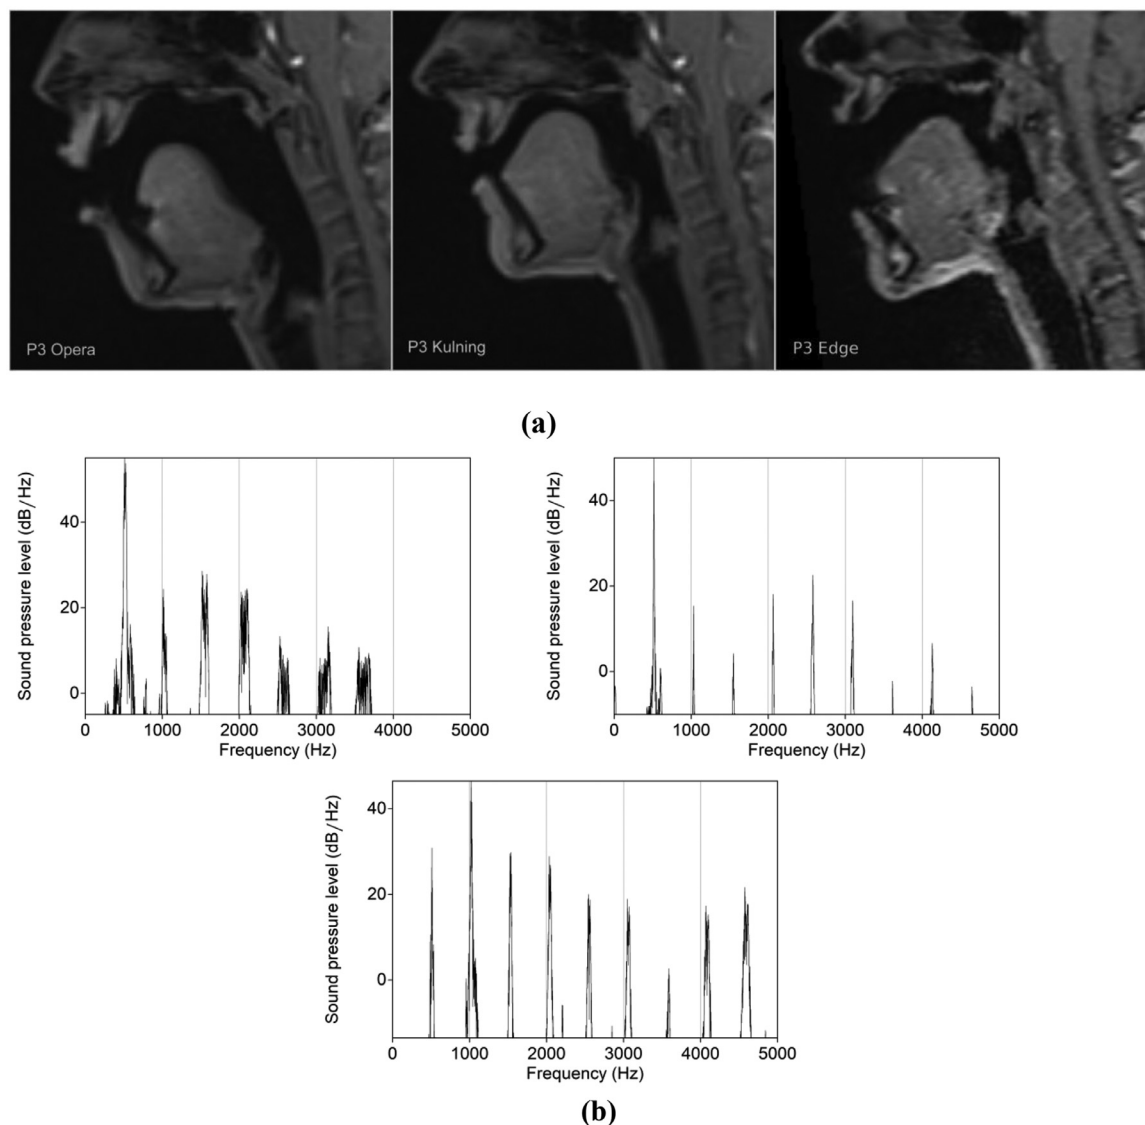 P3 Opera
P3 Kulning
P3 Edge
(a)
Sound pressure level (dB/Hz)
40
20
0
0 1000 2000 3000 4000 5000
Frequency (Hz)
Sound pressure level (dB/Hz)
40
20
0
0 1000 2000 3000 4000 5000
Frequency (Hz)
Sound pressure level (dB/Hz)
40
20
0
0 1000 2000 3000 4000 5000
Frequency (Hz)
(b)